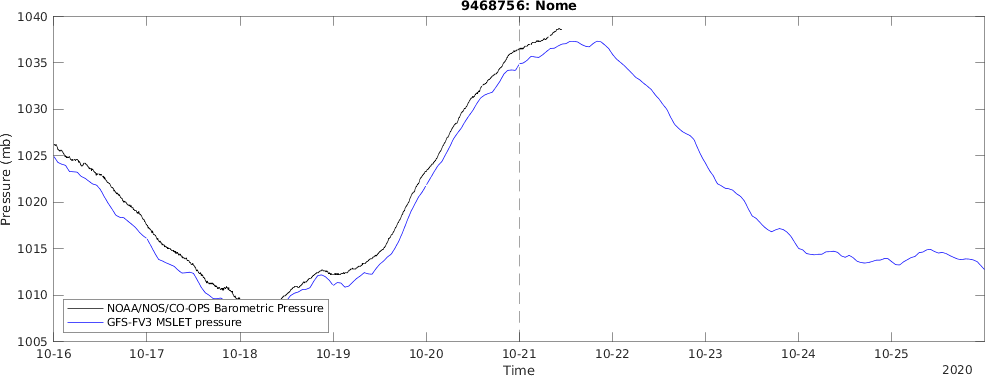 9468756: Nome
1040
1035
1030
1025
1020
1015
1010
1005
Pressure (mb)
NOAA/NOS/CO-OPS Barometric Pressure
GFS-FV3 MSLET pressure
10-16 10-17 10-18 10-19 10-20 10-21 10-22 10-23 10-24 10-25
Time
2020